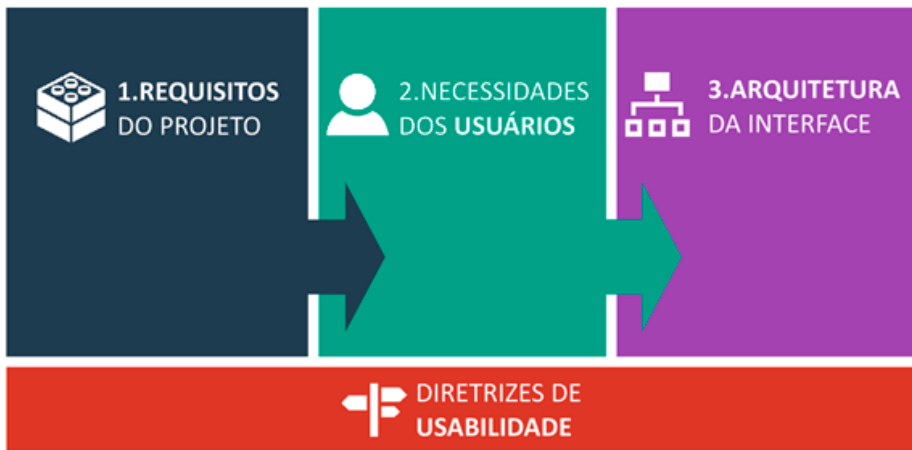 1.REQUISITOS
DO PROJETO
2.NECESSIDADES
DOS USUÁRIOS
3.ARQUITETURA
DA INTERFACE
DIRETRIZES DE
USABILIDADE